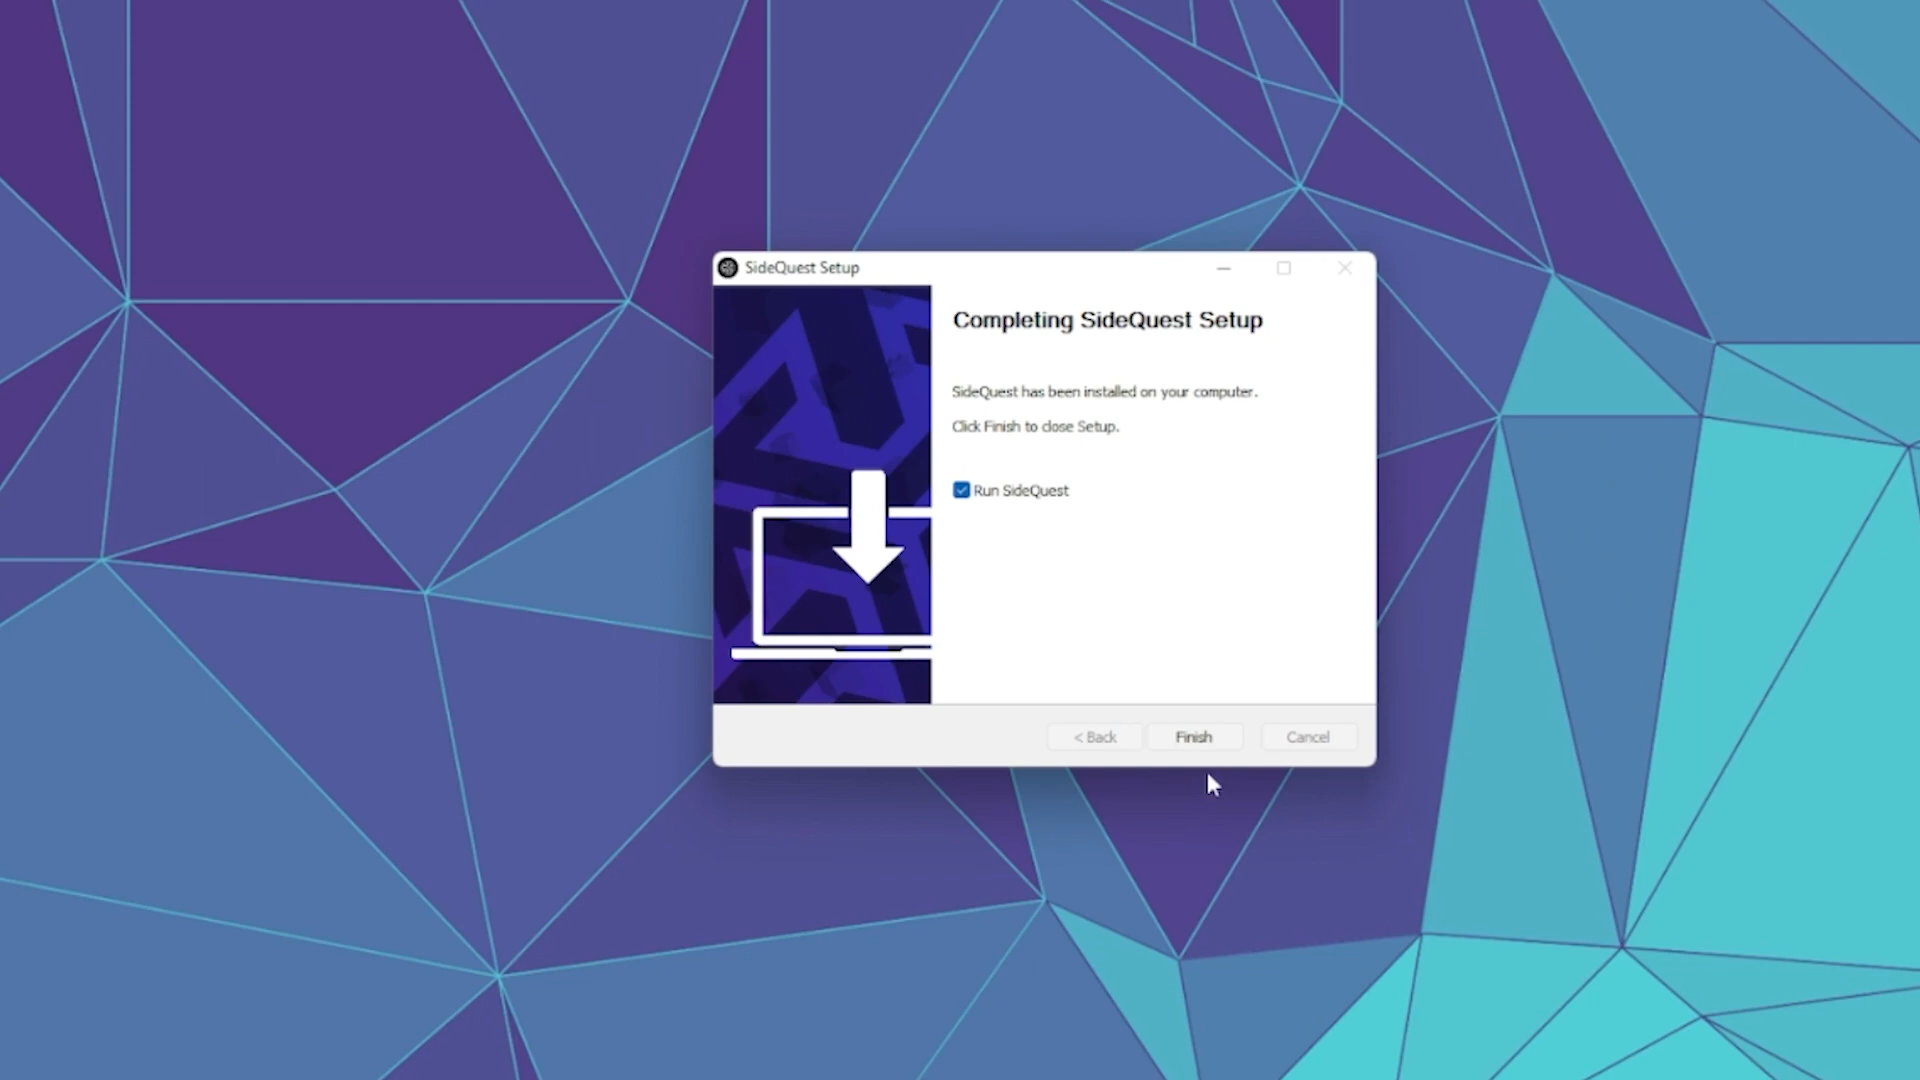 SideQuest Setup
Completing SideQuest Setup
SideQuest has been installed on your computer.
Click Finish to close Setup.
Run SideQuest
< Back
Finish
Cancel